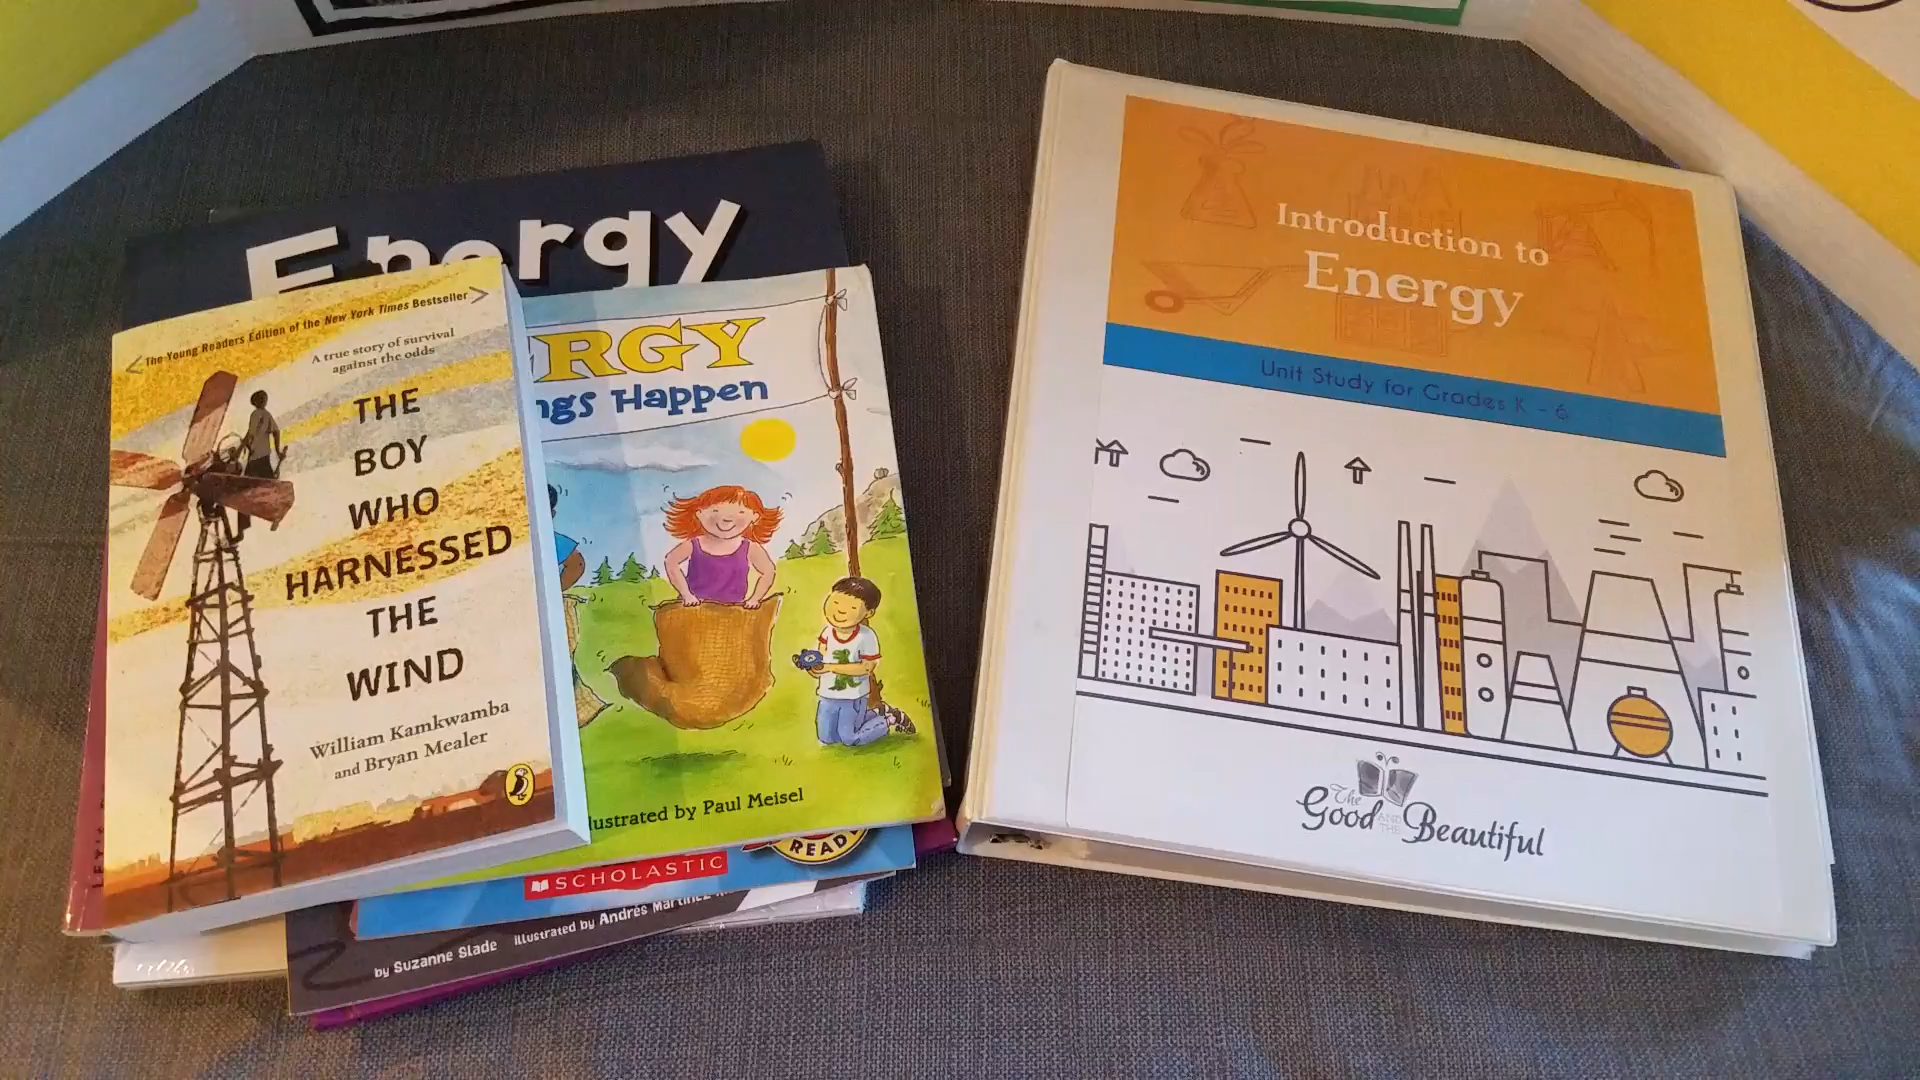 Energy
< The Young Readers Edition of the New York Times Bestseller >
A true story of survival
against the odds
THE
BOY
WHO
HARNESSED
THE
WIND
William Kamkwamba
and Bryan Mealer
RGY
ngs Happen
lustrated by Paul Meisel
READ
SCHOLASTIC
by Suzanne Slade illustrated by Andrés Martínez
Introduction to
Energy
Unit Study for Grades K - 6
The
Good AND THE Beautiful